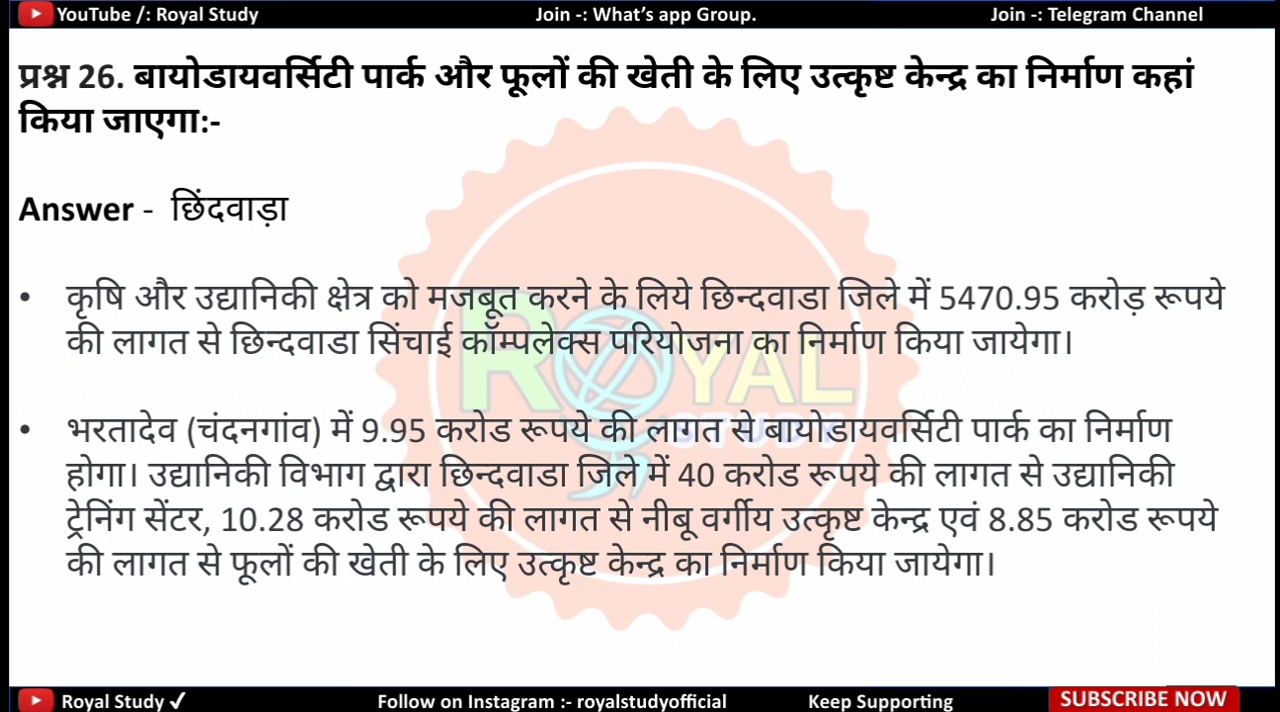 YouTube /: Royal Study Join -: What’s app Group. Join -: Telegram Channel
प्रश्न 26. बायोडायवर्सिटी पार्क और फूलों की खेती के लिए उत्कृष्ट केन्द्र का निर्माण कहां
किया जाएगा:-
Answer - छिंदवाड़ा
• कृषि और उद्यानिकी क्षेत्र को मजबूत करने के लिये छिन्दवाडा जिले में 5470.95 करोड़ रूपये
की लागत से छिन्दवाडा सिंचाई कॉम्पलेक्स परियोजना का निर्माण किया जायेगा।
• भरतादेव (चंदनगांव) में 9.95 करोड रूपये की लागत से बायोडायवर्सिटी पार्क का निर्माण
होगा। उद्यानिकी विभाग द्वारा छिन्दवाडा जिले में 40 करोड रूपये की लागत से उद्यानिकी
ट्रेनिंग सेंटर, 10.28 करोड रूपये की लागत से नीबू वर्गीय उत्कृष्ट केन्द्र एवं 8.85 करोड रूपये
की लागत से फूलों की खेती के लिए उत्कृष्ट केन्द्र का निर्माण किया जायेगा।
ROYAL
STUDY
Royal Study ✓ Follow on Instagram :- royalstudyofficial Keep Supporting SUBSCRIBE NOW